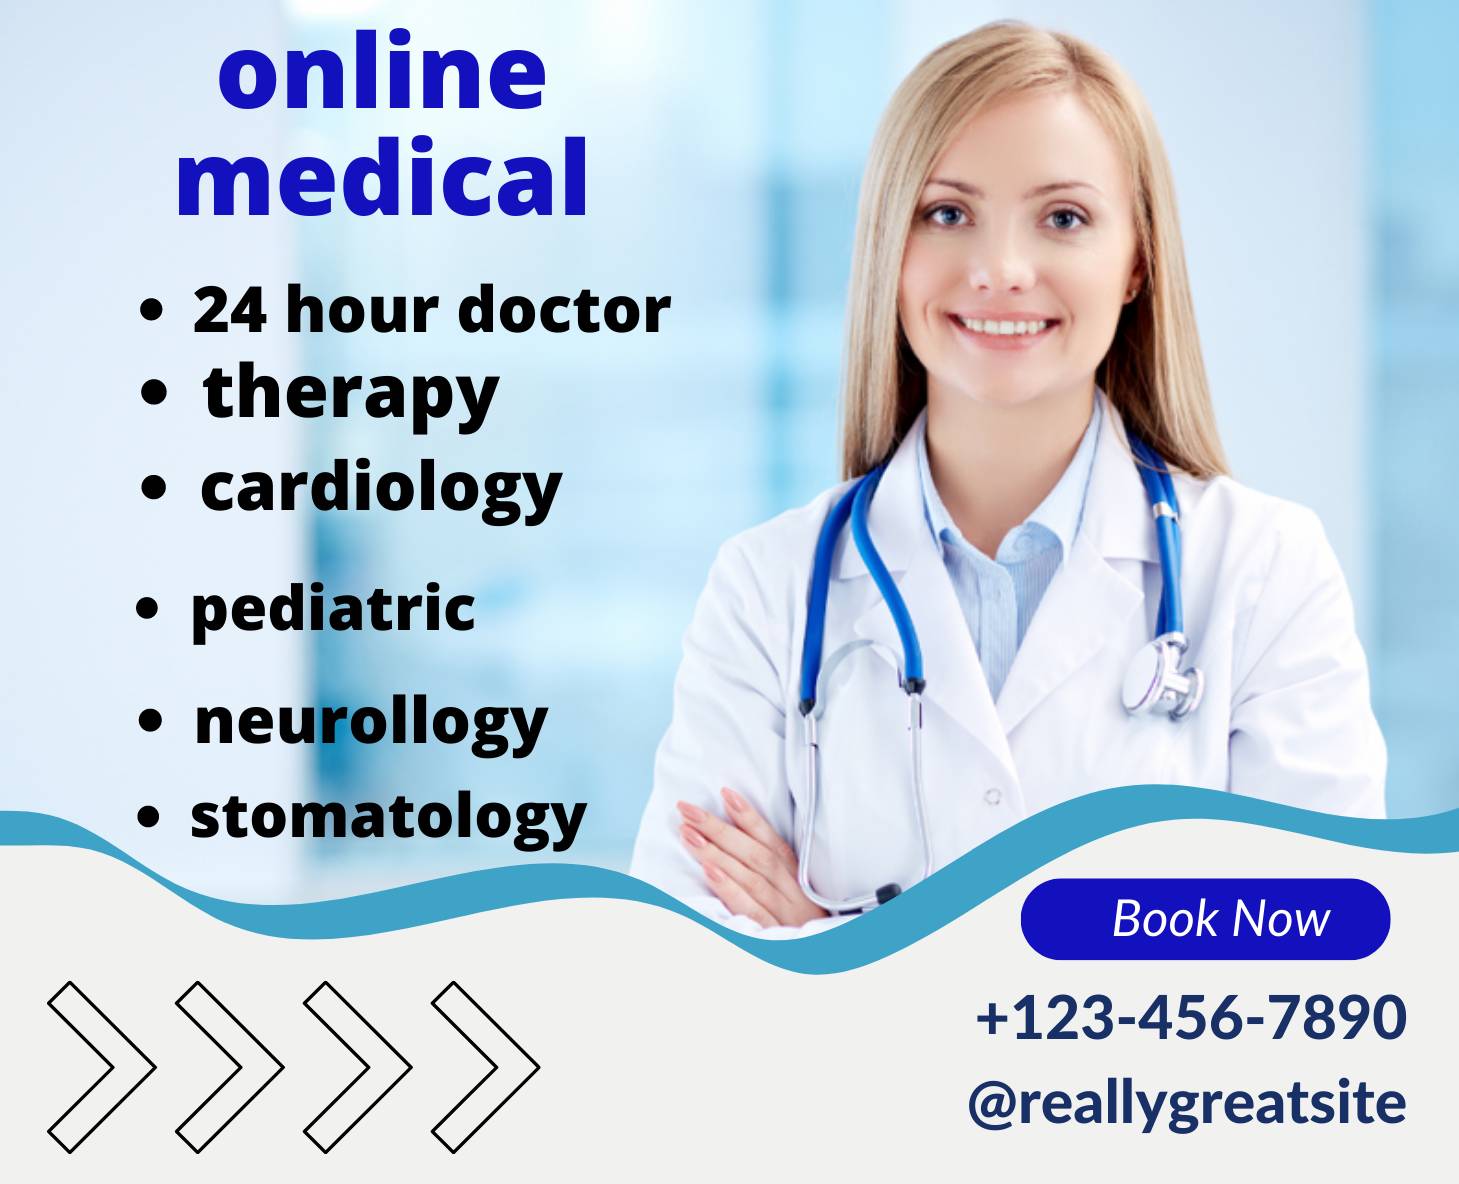 online
medical
• 24 hour doctor
• therapy
• cardiology
• pediatric
• neurollogy
• stomatology
Book Now
+123-456-7890
@reallygreatsite